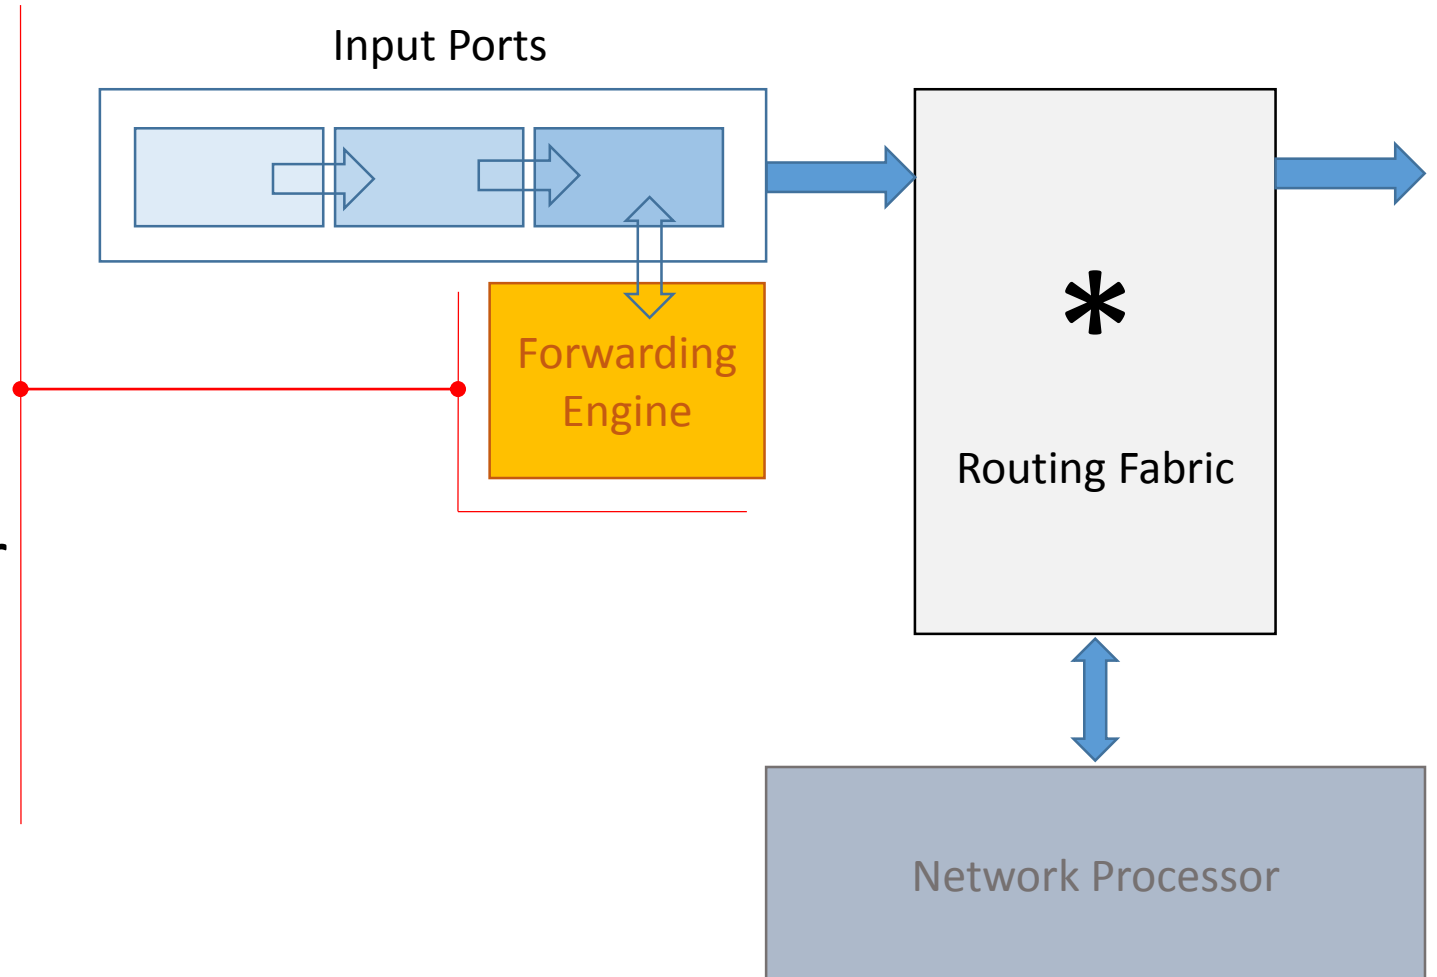 Input Ports
Forwarding
Engine
*
Routing Fabric
Network Processor